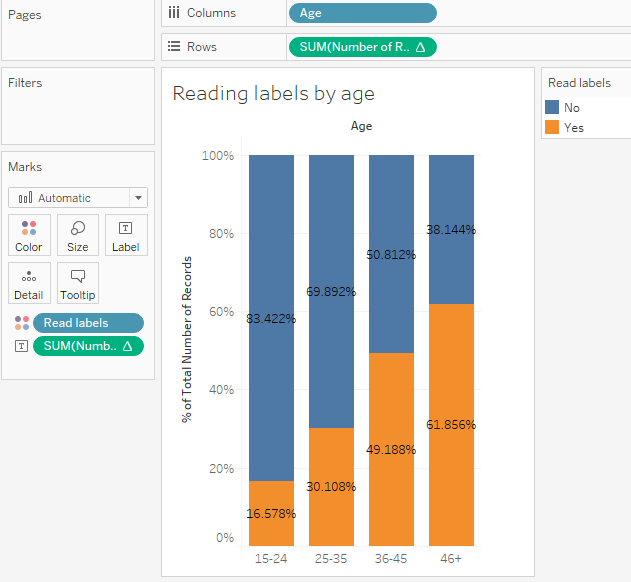 Pages
Columns
Age
Rows
SUM(Number of R.. Δ
Filters
Marks
Automatic
Color
Size
Label
Detail
Tooltip
Read labels
SUM(Numb.. Δ
Reading labels by age
Age
% of Total Number of Records
100%
80%
60%
40%
20%
0%
83.422%
69.892%
50.812%
38.144%
16.578%
30.108%
49.188%
61.856%
15-24
25-35
36-45
46+
Read labels
No
Yes